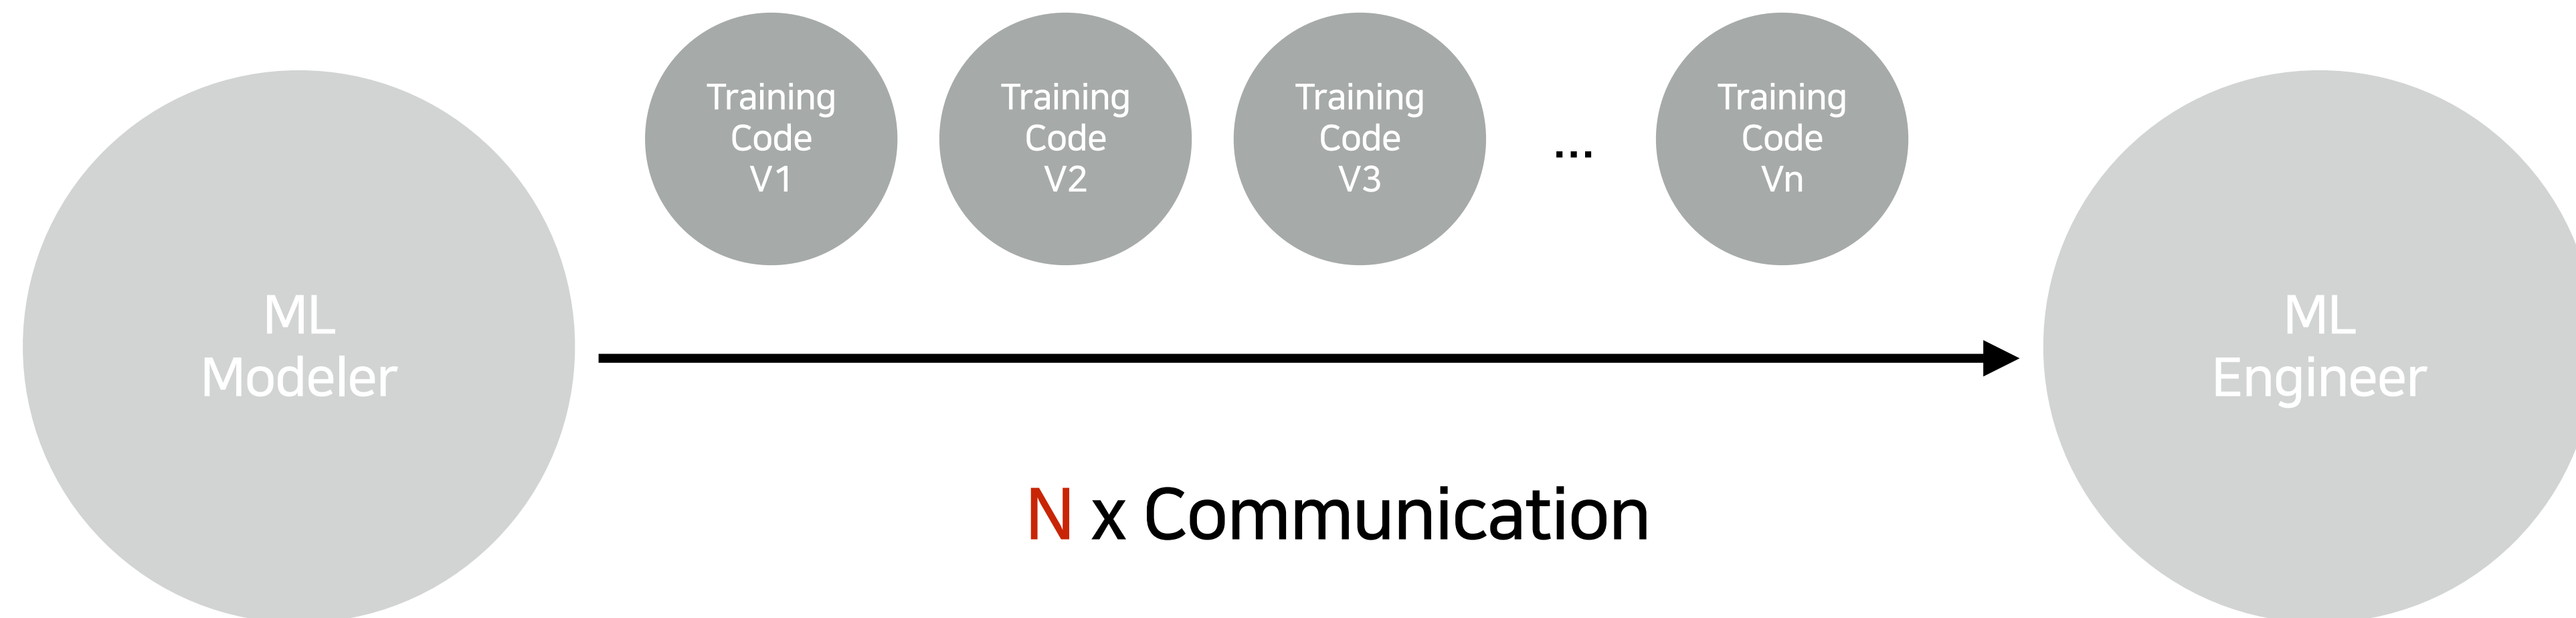 ML
Modeler
Training
Code
V1
Training
Code
V2
Training
Code
V3
...
Training
Code
Vn
ML
Engineer
N x Communication